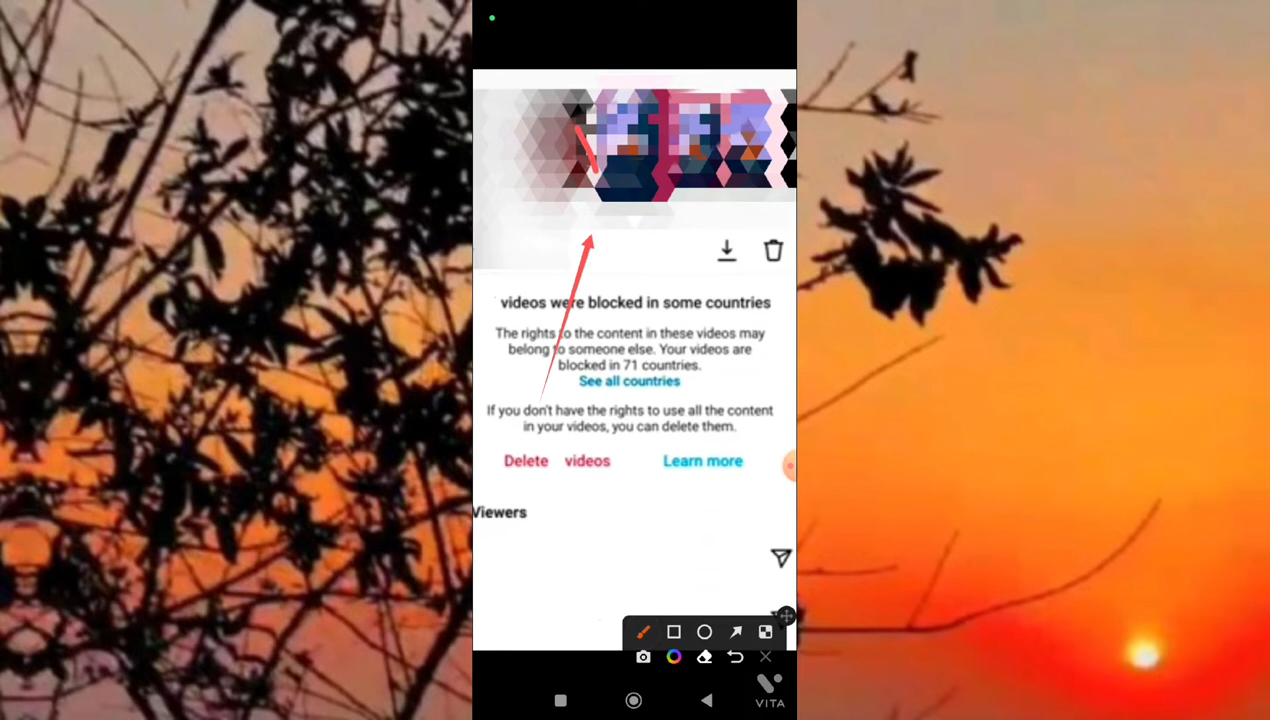 videos were blocked in some countries
The rights to the content in these videos may
belong to someone else. Your videos are
blocked in 71 countries.
See all countries
If you don't have the rights to use all the content
in your videos, you can delete them.
Delete videos
Learn more
Viewers
VITA